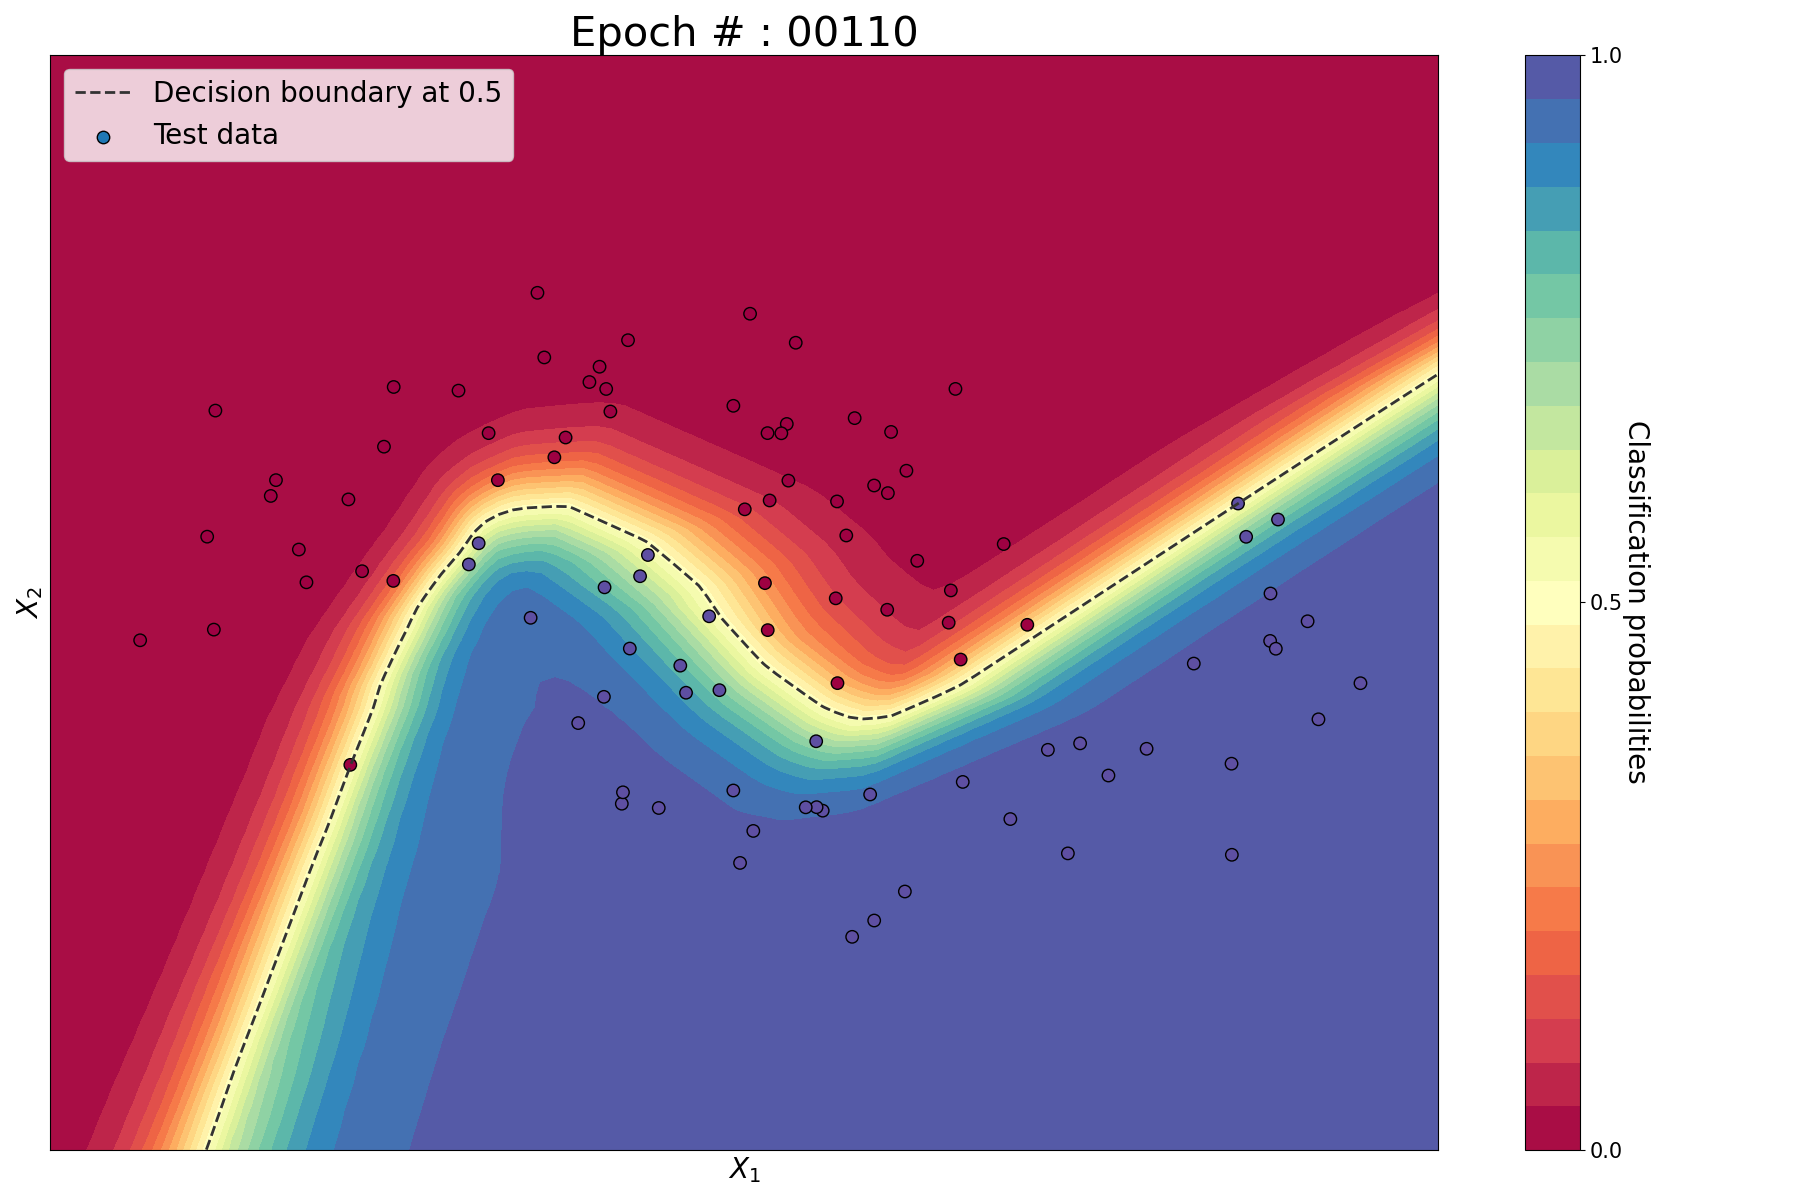 Epoch # : 00110
Decision boundary at 0.5
Test data
X₂
X₁
1.0
0.5
0.0
Classification probabilities